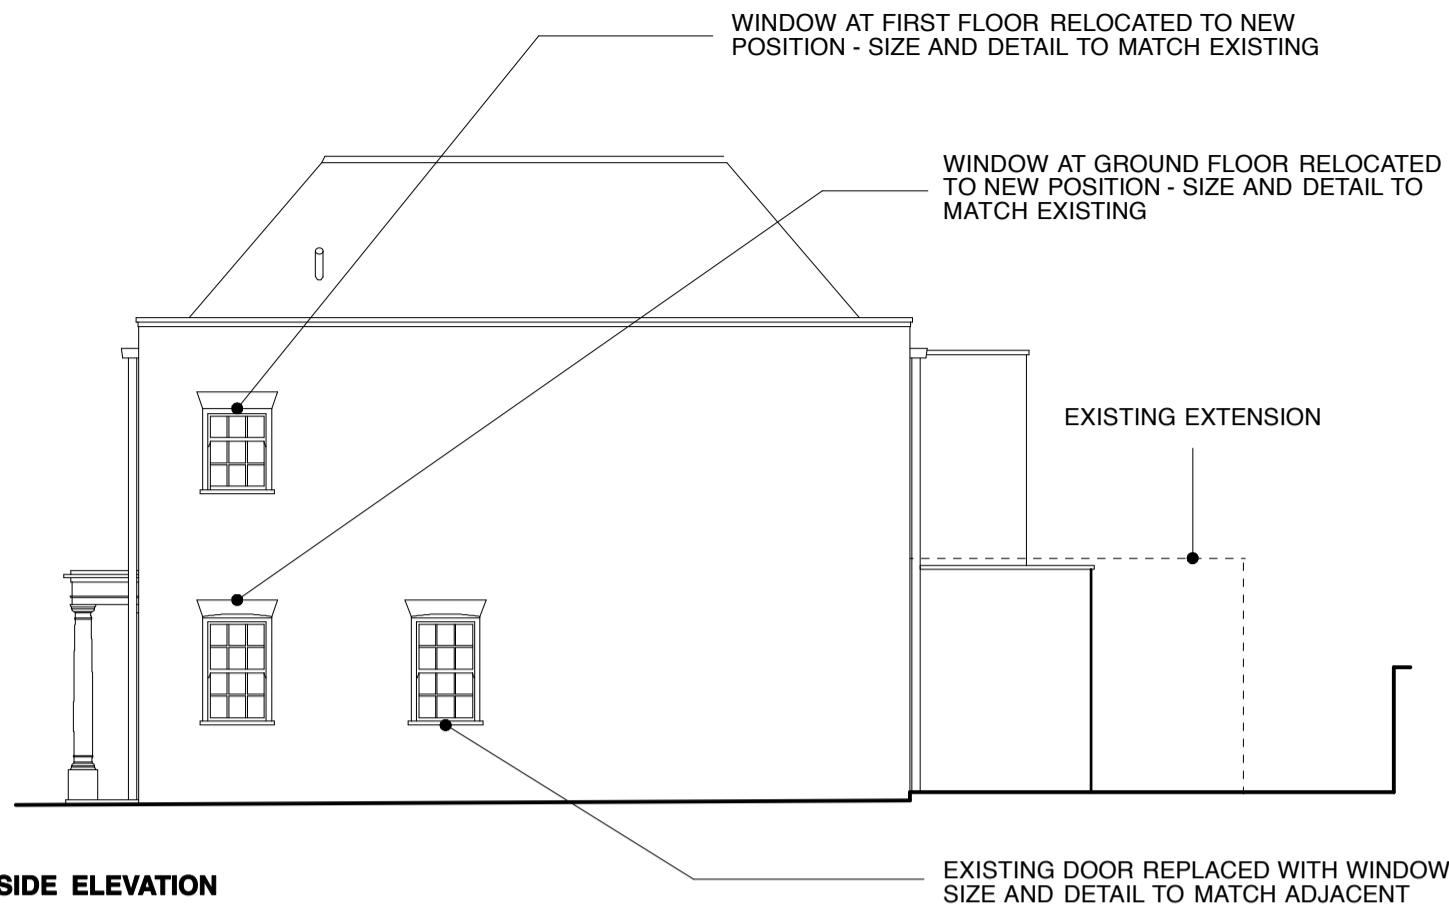 WINDOW AT FIRST FLOOR RELOCATED TO NEW
POSITION - SIZE AND DETAIL TO MATCH EXISTING
WINDOW AT GROUND FLOOR RELOCATED
TO NEW POSITION - SIZE AND DETAIL TO
MATCH EXISTING
EXISTING EXTENSION
EXISTING DOOR REPLACED WITH WINDOW
SIZE AND DETAIL TO MATCH ADJACENT
SIDE ELEVATION